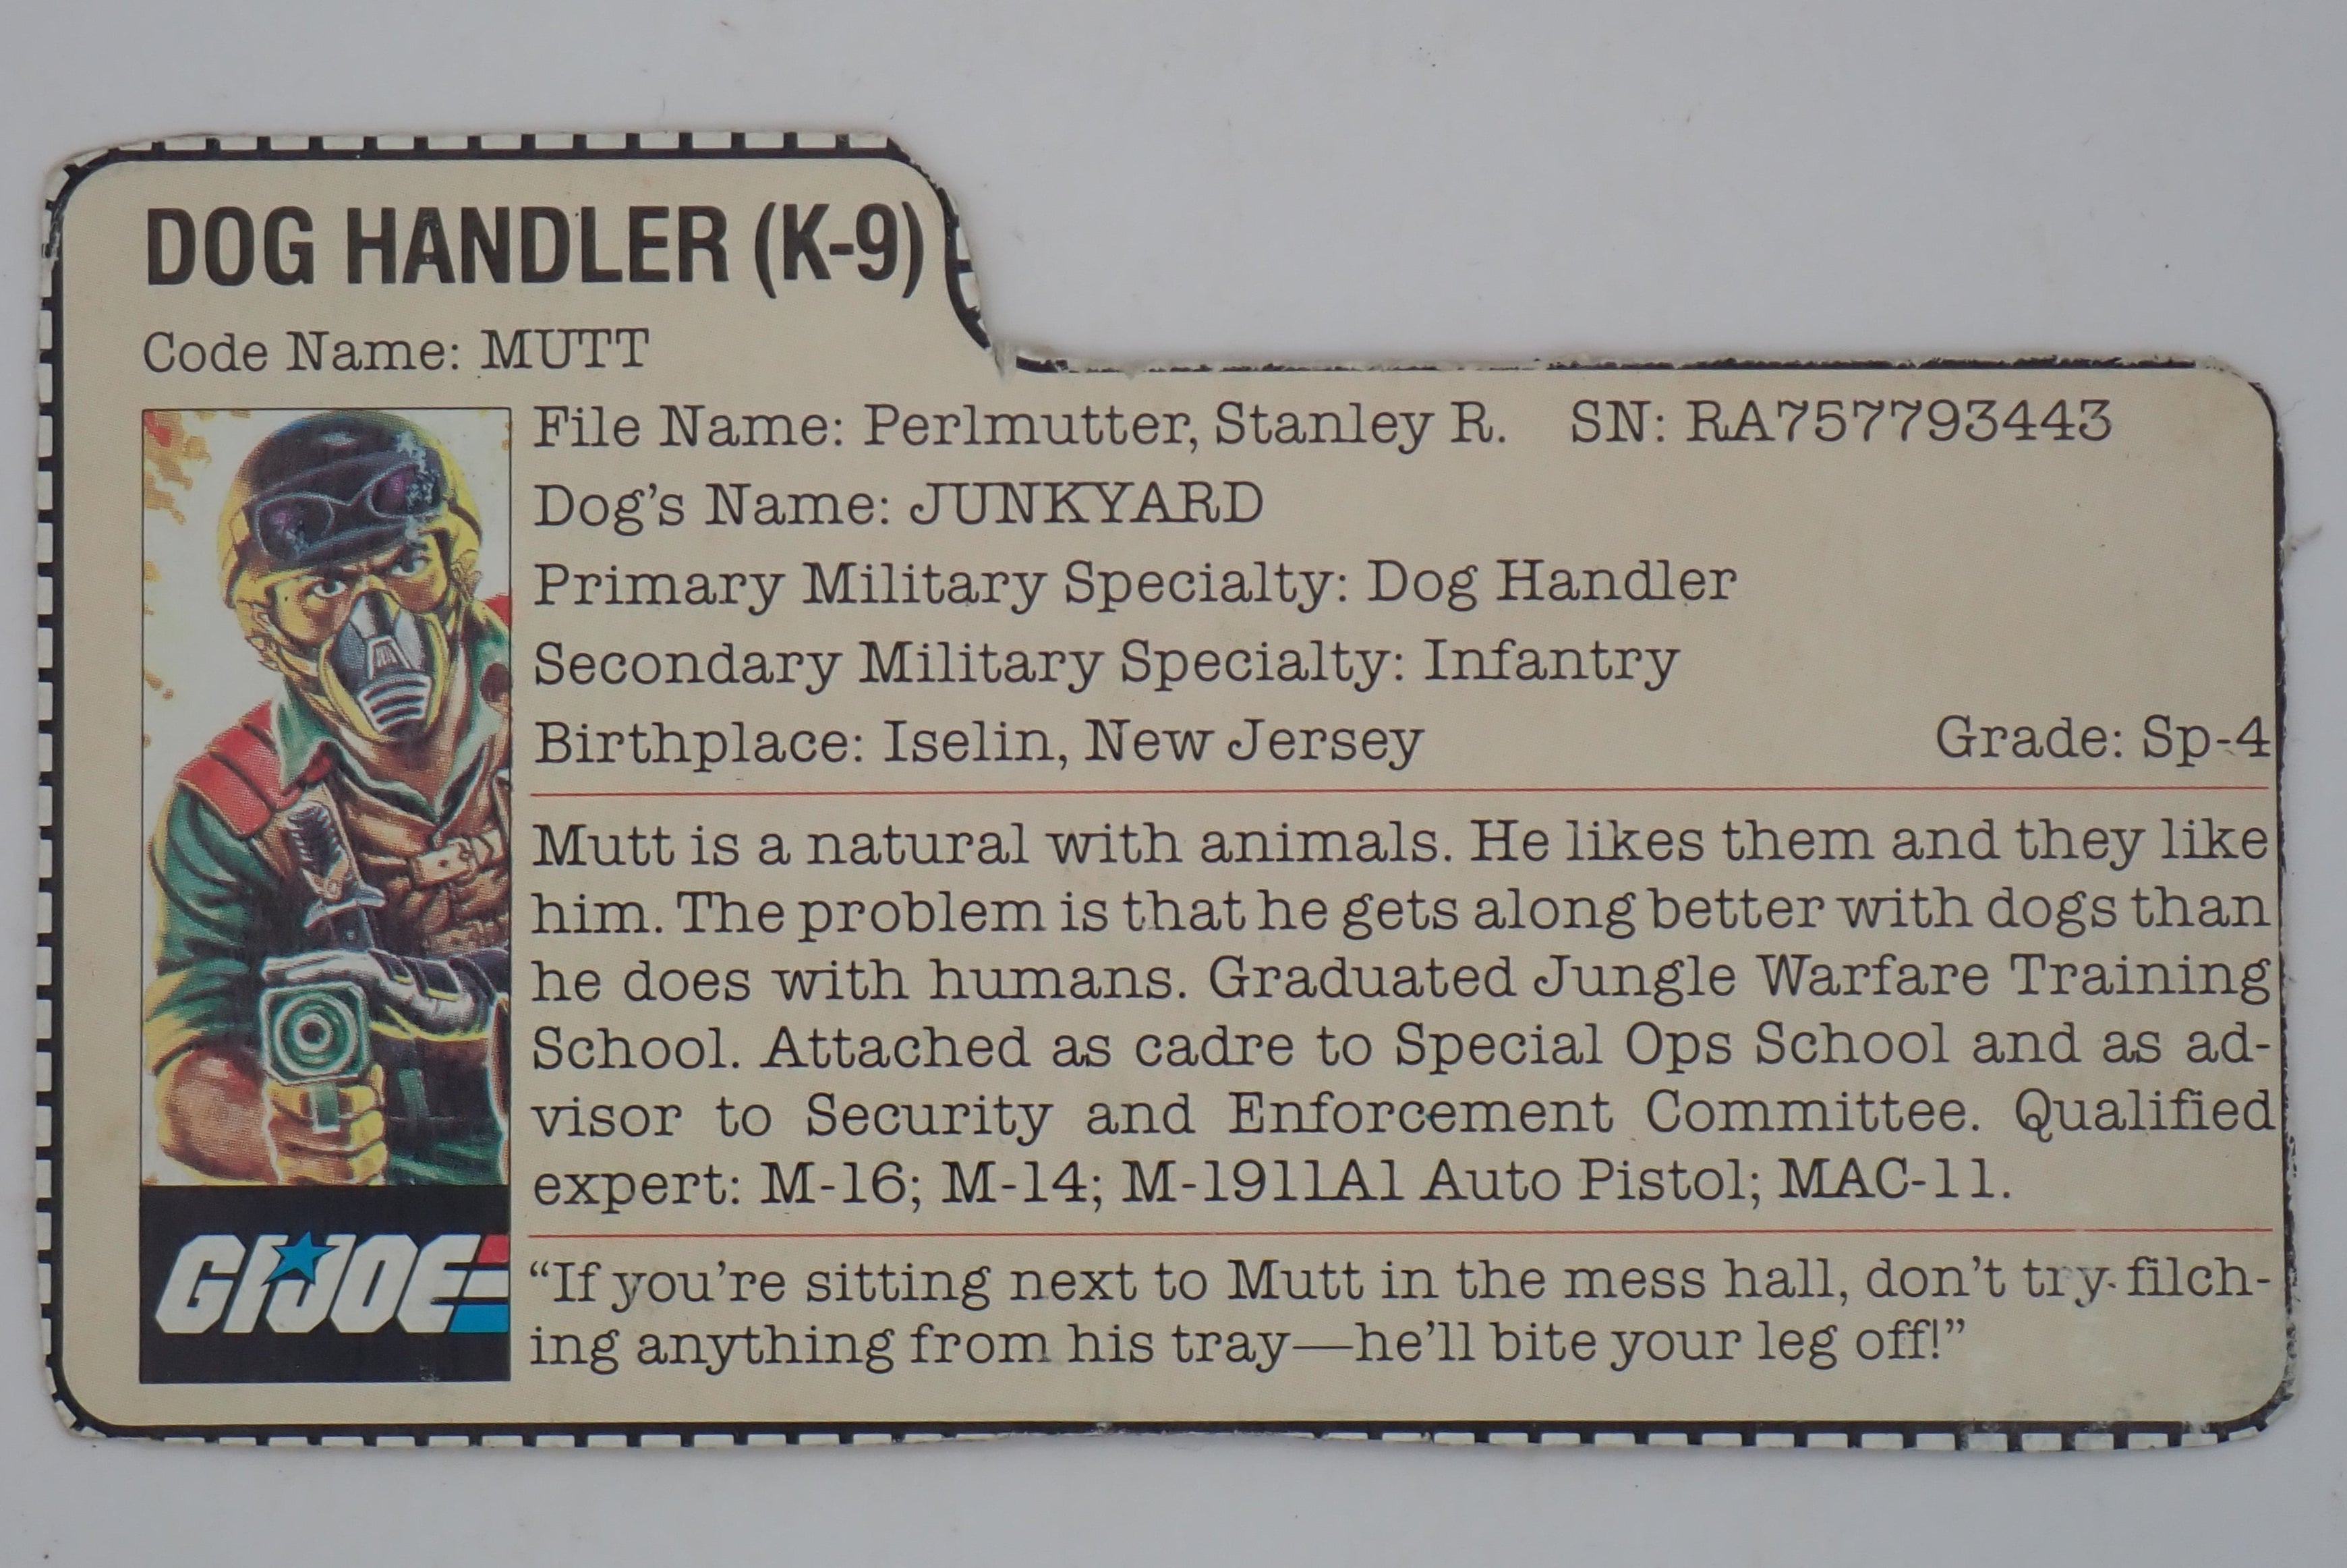 DOG HANDLER (K-9)
Code Name: MUTT
File Name: Perlmutter, Stanley R. SN: RA757793443
Dog's Name: JUNKYARD
Primary Military Specialty: Dog Handler
Secondary Military Specialty: Infantry
Birthplace: Iselin, New Jersey Grade: Sp-4
Mutt is a natural with animals. He likes them and they like
him. The problem is that he gets along better with dogs than
he does with humans. Graduated Jungle Warfare Training
School. Attached as cadre to Special Ops School and as ad-
visor to Security and Enforcement Committee. Qualified
expert: M-16; M-14; M-1911A1 Auto Pistol; MAC-11.
GI JOE
“If you're sitting next to Mutt in the mess hall, don't try filch-
ing anything from his tray—he'll bite your leg off!”